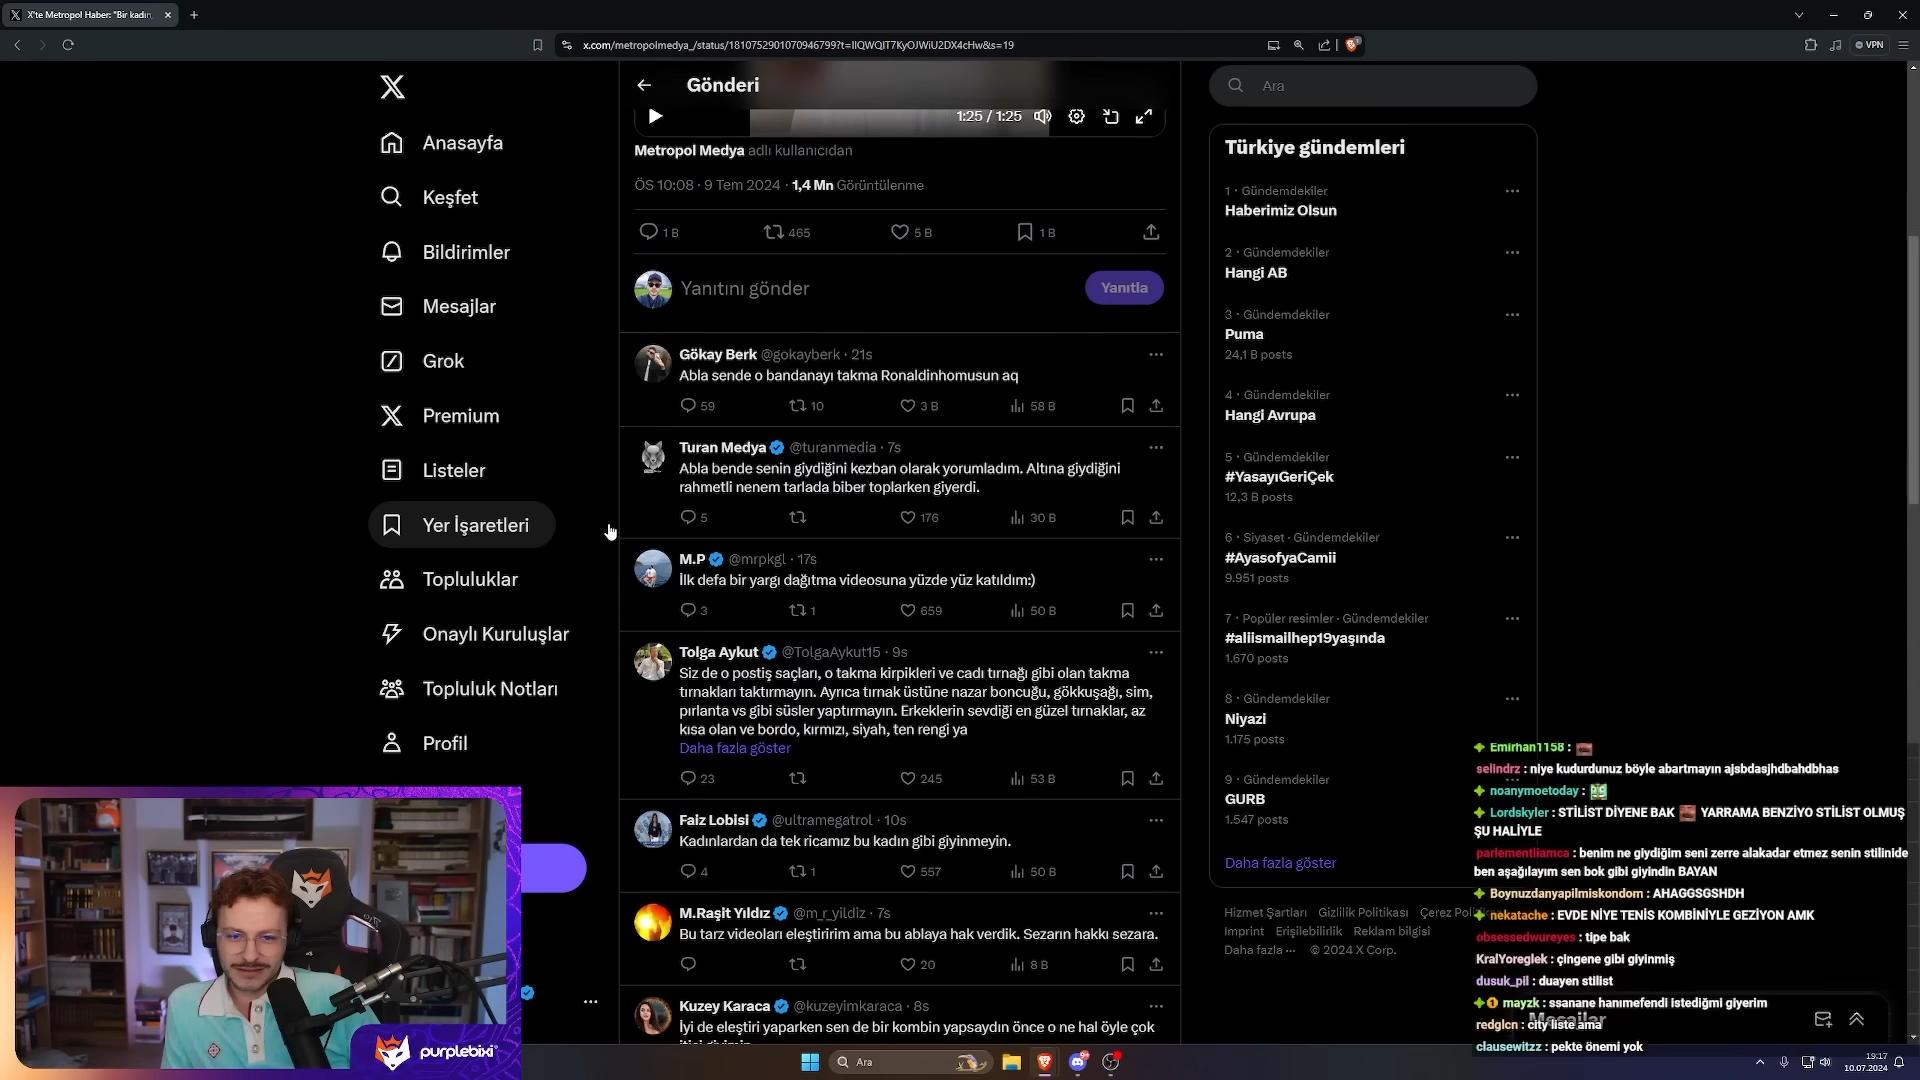 X'te Metropol Haber: "Bir kadın
x.com/metropolmedya_/status/1810752901070946799?t=IIQWQIT7KyOJWiU2DX4cHw&s=19
VPN
Anasayfa
Keşfet
Bildirimler
Mesajlar
Grok
Premium
Listeler
Yer İşaretleri
Topluluklar
Onaylı Kuruluşlar
Topluluk Notları
Profil
Gönderi
1:25 / 1:25
Metropol Medya adlı kullanıcıdan
ÖS 10:08 · 9 Tem 2024 · 1,4 Mn Görüntülenme
1 B 465 5 B 1 B
Yanıtını gönder
Yanıtla
Gökay Berk @gokayberk · 21s
Abla sende o bandanayı takma Ronaldinhomusun aq
59 10 3 B 58 B
Turan Medya @turanmedia · 7s
Abla bende senin giydiğini kezban olarak yorumladım. Altına giydiğini
rahmetli nenem tarlada biber toplarken giyerdi.
5 176 30 B
M.P @mrpkgl · 17s
İlk defa bir yargı dağıtma videosuna yüzde yüz katıldım:)
3 1 659 50 B
Tolga Aykut @TolgaAykut15 · 9s
Siz de o postiş saçları, o takma kirpikleri ve cadı tırnağı gibi olan takma
tırnakları taktırmayın. Ayrıca tırnak üstüne nazar boncuğu, gökkuşağı, sim,
pırlanta vs gibi süsler yaptırmayın. Erkeklerin sevdiği en güzel tırnaklar, az
kısa olan ve bordo, kırmızı, siyah, ten rengi ya
Daha fazla göster
23 245 53 B
Faiz Lobisi @ultramegatrol · 10s
Kadınlardan da tek ricamız bu kadın gibi giyinmeyin.
4 1 557 50 B
M.Raşit Yıldız @m_r_yildiz · 7s
Bu tarz videoları eleştiririm ama bu ablaya hak verdik. Sezarın hakkı sezara.
20 8 B
Kuzey Karaca @kuzeyimkaraca · 8s
İyi de eleştiri yaparken sen de bir kombin yapsaydın önce o ne hal öyle çok
Ara
Türkiye gündemleri
1 · Gündemdekiler
Haberimiz Olsun
2 · Gündemdekiler
Hangi AB
3 · Gündemdekiler
Puma
24,1 B posts
4 · Gündemdekiler
Hangi Avrupa
5 · Gündemdekiler
#YasayıGeriÇek
12,3 B posts
6 · Siyaset · Gündemdekiler
#AyasofyaCamii
9.951 posts
7 · Popüler resimler · Gündemdekiler
#aliismailhep19yaşında
1.670 posts
8 · Gündemdekiler
Niyazi
1.175 posts
9 · Gündemdekiler
GURB
1.547 posts
Daha fazla göster
Hizmet Şartları Gizlilik Politikası Çerez
Imprint Erişilebilirlik Reklam bilgisi
Daha fazla ··· © 2024 X Corp.
Emirhan1158 :
selindrz : niye kudurdunuz böyle abartmayın ajsbdasjhdbahdbhas
noanymoetoday :
Lordskyler : STİLİST DİYENE BAK YARRAMA BENZİYO STİLİST OLMUŞ
ŞU HALİYLE
parlementliamca : benim ne giydiğim seni zerre alakadar etmez senin stilinide
ben aşağılayım sen bok gibi giyindin BAYAN
Boynuzdanyapilmiskondom : AHAGGSGSHDH
nekatache : EVDE NİYE TENİS KOMBİNİYLE GEZİYON AMK
obsessedwureyes : tipe bak
KralYoreglek : çingene gibi giyinmiş
dusuk_pil : duayen stilist
mayzk : ssanane hanımefendi istediğmi giyerim
Mesajlar
redglcn : city liste ama
clausewitzz : pekte önemi yok
purplebixi
Ara
19:17
10.07.2024